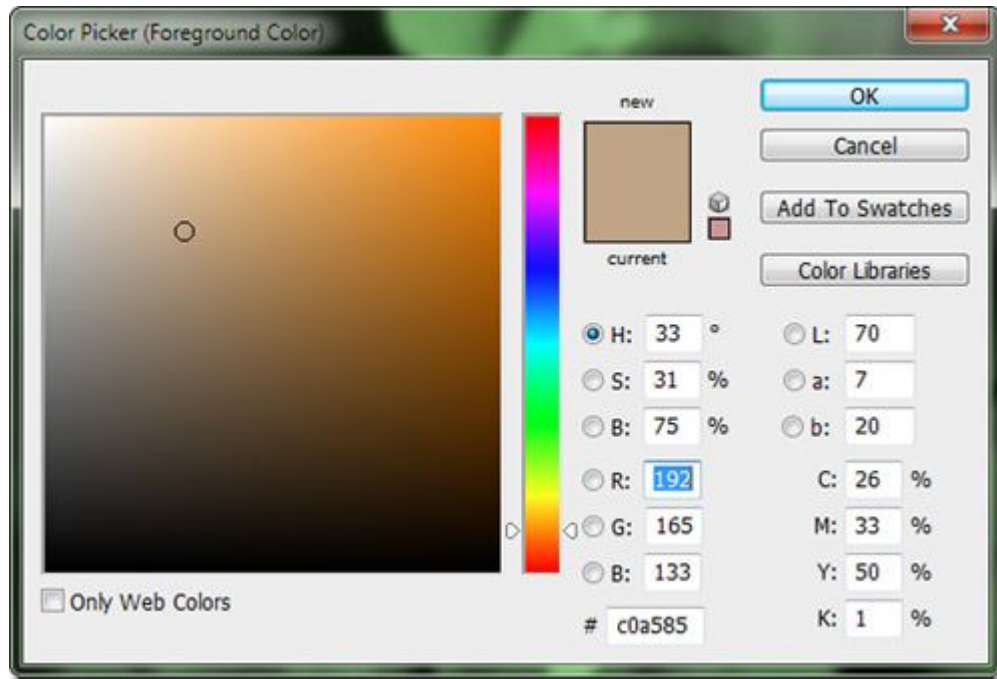 Color Picker (Foreground Color)
new
current
OK
Cancel
Add To Swatches
Color Libraries
H: 33 °
S: 31 %
B: 75 %
R: 192
G: 165
B: 133
# c0a585
L: 70
a: 7
b: 20
C: 26 %
M: 33 %
Y: 50 %
K: 1 %
Only Web Colors